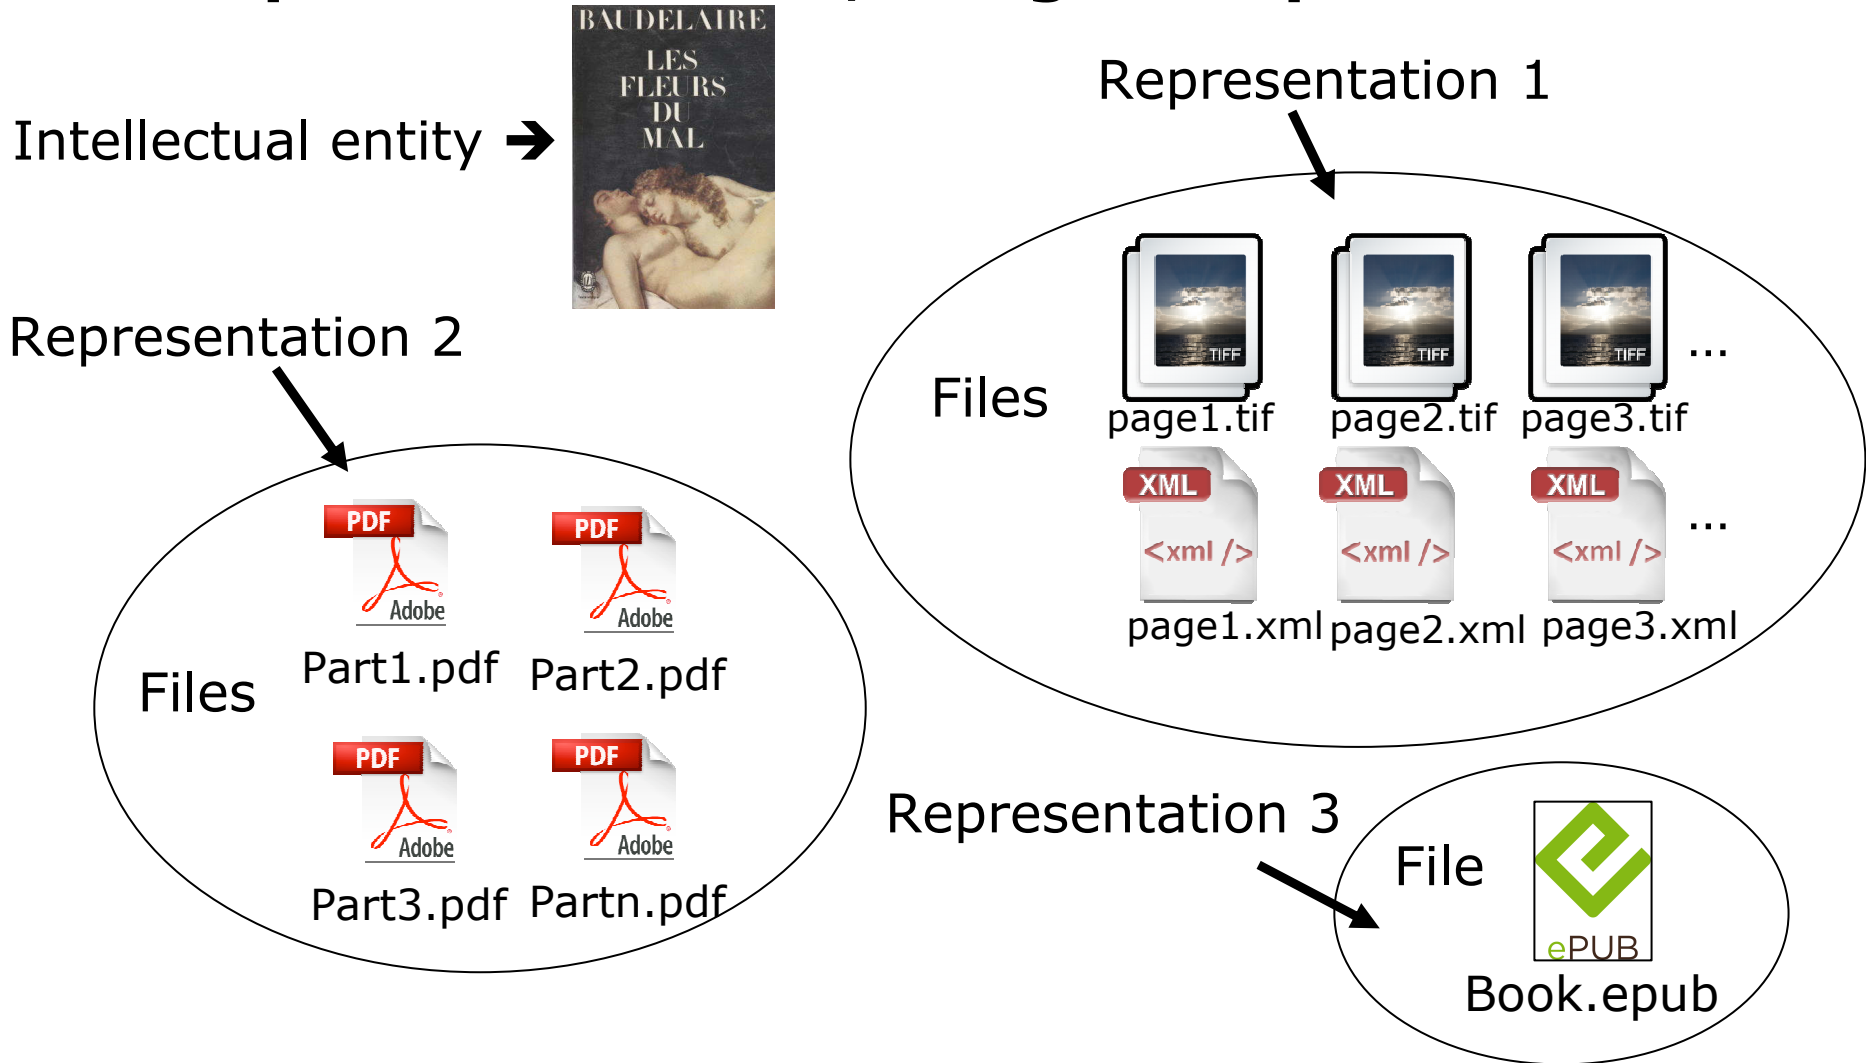 BAUDELAIRE
LES
FLEURS
DU
MAL
Intellectual entity ➔
Representation 1
TIFF
TIFF
TIFF
...
Files
page1.tif
page2.tif
page3.tif
XML
XML
XML
<xml />
<xml />
<xml />
...
page1.xml
page2.xml
page3.xml
Representation 2
PDF
PDF
Adobe
Adobe
Part1.pdf
Part2.pdf
Files
PDF
PDF
Adobe
Adobe
Part3.pdf
Partn.pdf
Representation 3
File
ePUB
Book.epub